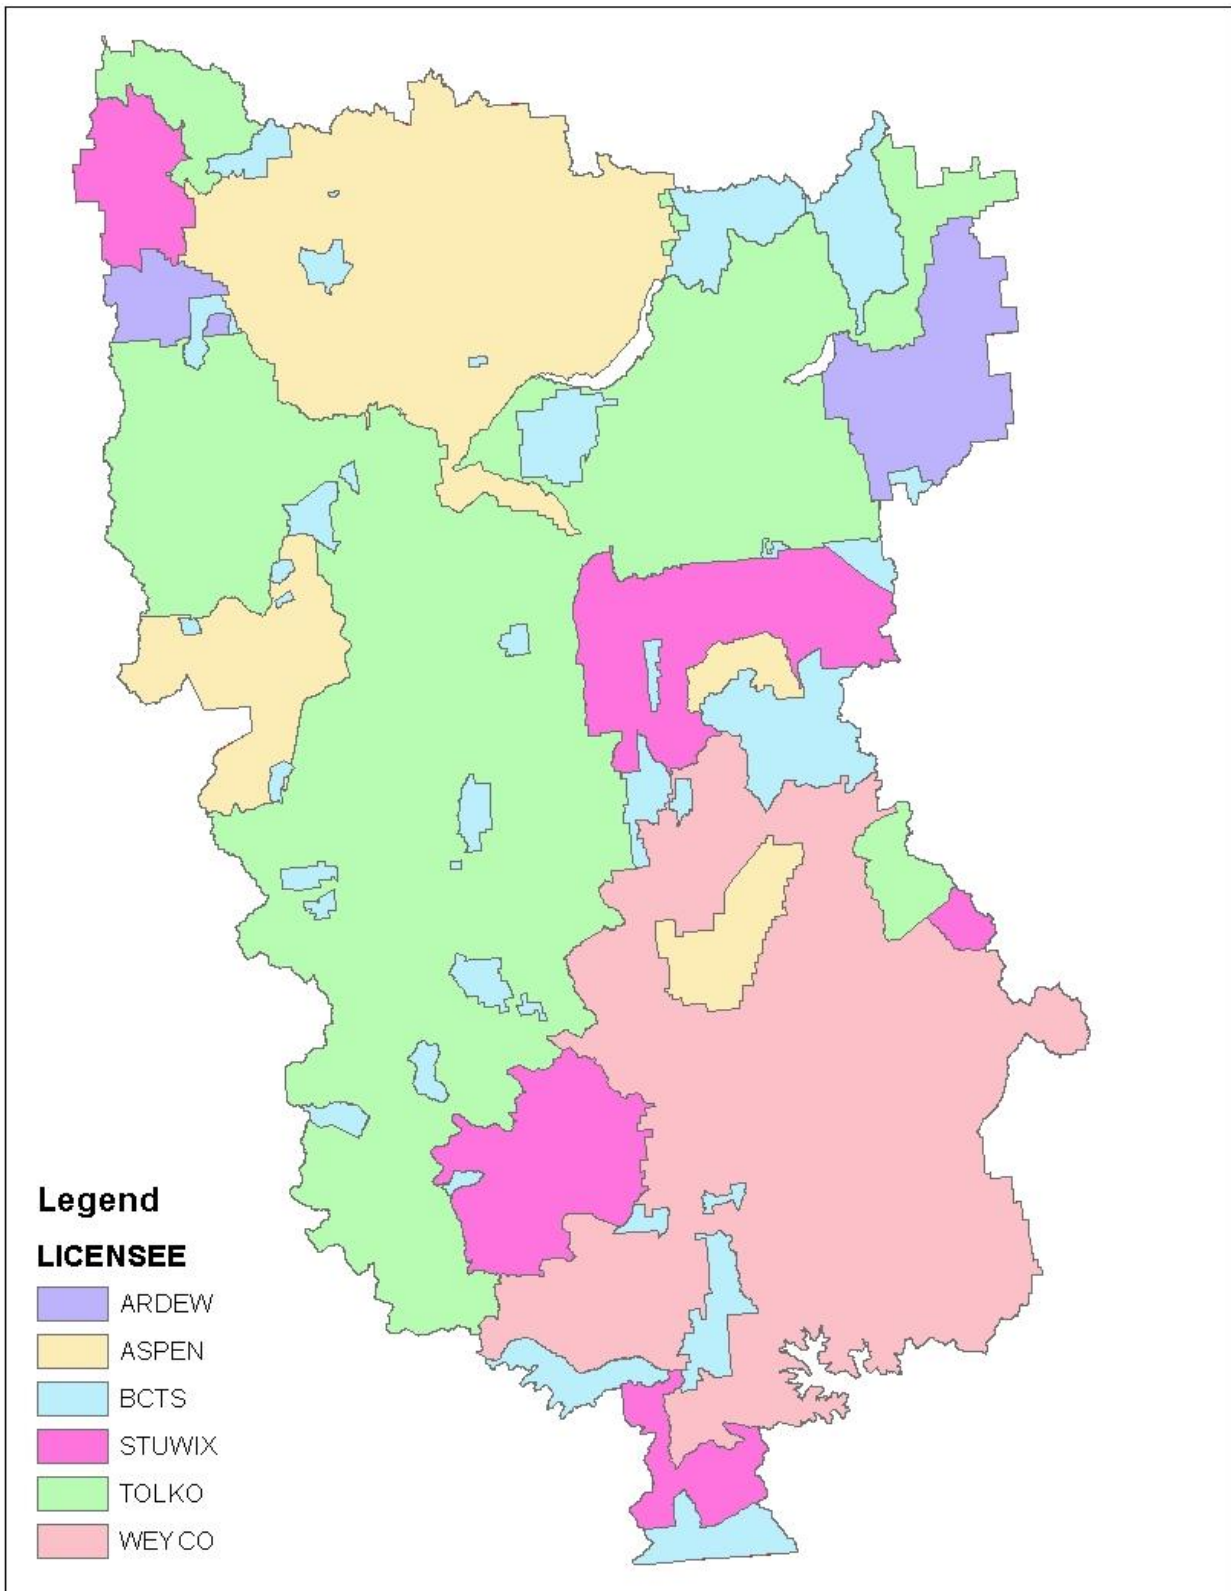 Legend
LICENSEE
ARDEW
ASPEN
BCTS
STUWIX
TOLKO
WEYCO